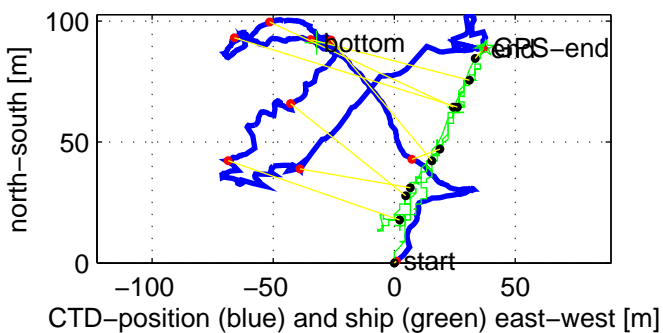 100
50
0
north−south [m]
bottom
end
GPS−end
start
−100
−50
0
50
CTD−position (blue) and ship (green) east−west [m]